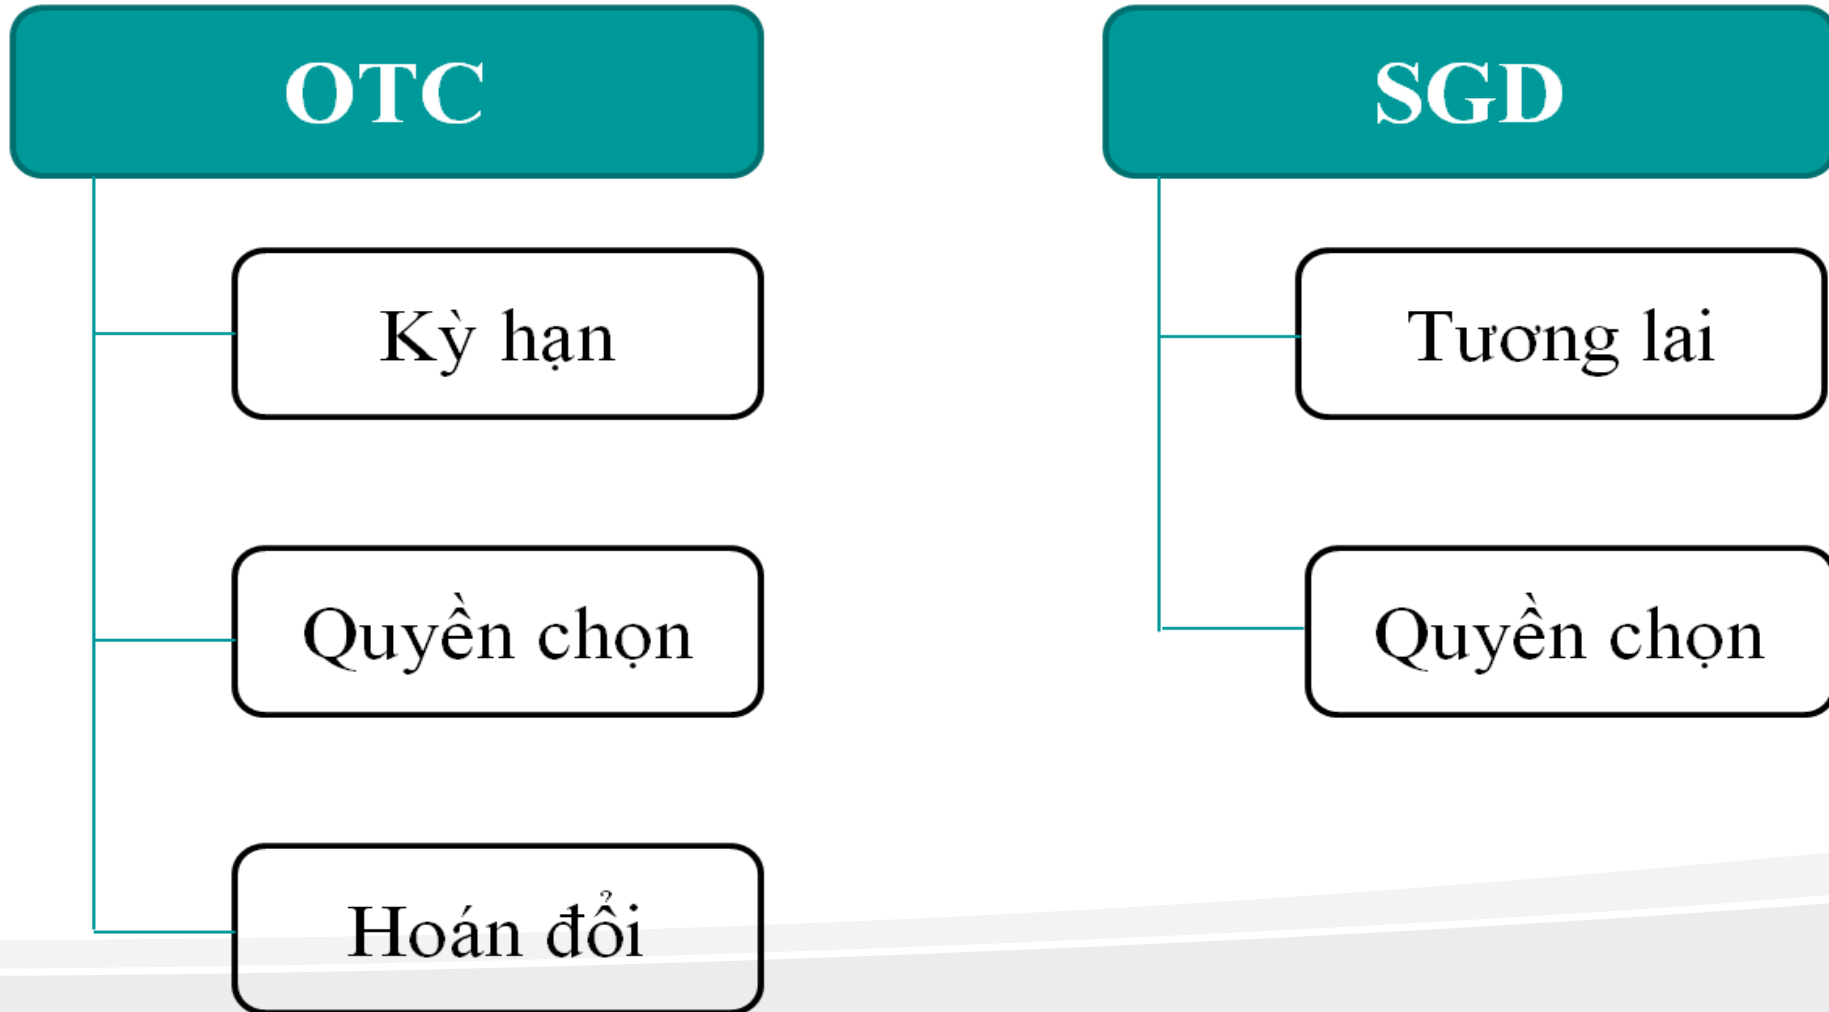 OTC
Kỳ hạn
Quyền chọn
Hoán đổi
SGD
Tương lai
Quyền chọn